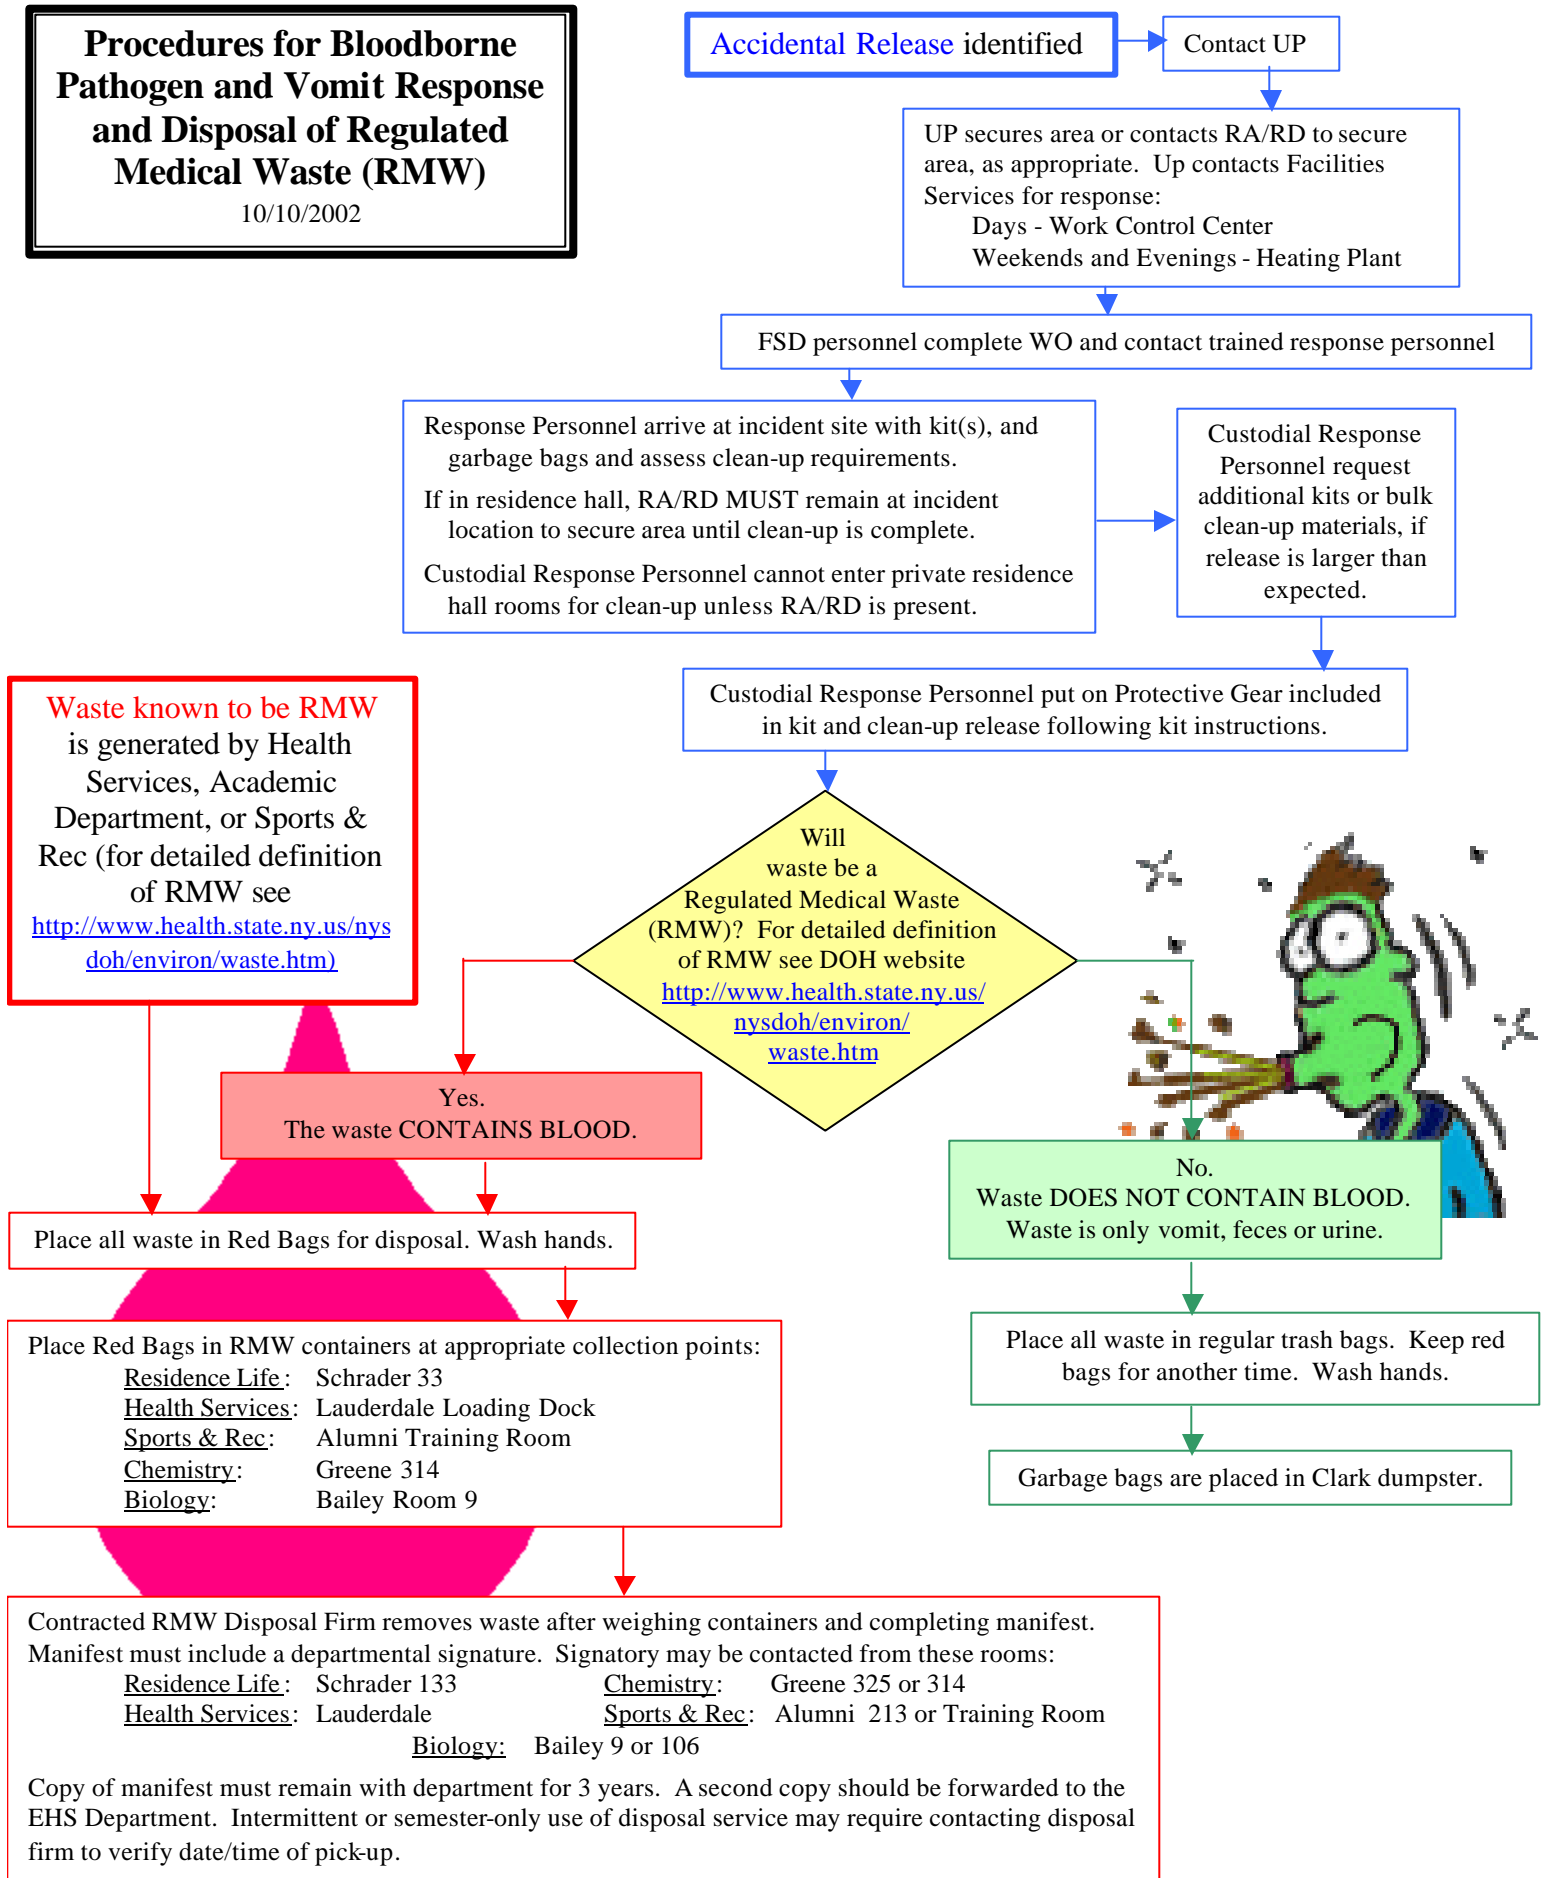 Procedures for Bloodborne
Pathogen and Vomit Response
and Disposal of Regulated
Medical Waste (RMW)
10/10/2002
Accidental Release identified
Contact UP
UP secures area or contacts RA/RD to secure
area, as appropriate.  Up contacts Facilities
Services for response:
Days - Work Control Center
Weekends and Evenings - Heating Plant
FSD personnel complete WO and contact trained response personnel
Response Personnel arrive at incident site with kit(s), and
garbage bags and assess clean-up requirements.
If in residence hall, RA/RD MUST remain at incident
location to secure area until clean-up is complete.
Custodial Response Personnel cannot enter private residence
hall rooms for clean-up unless RA/RD is present.
Custodial Response
Personnel request
additional kits or bulk
clean-up materials, if
release is larger than
expected.
Custodial Response Personnel put on Protective Gear included
in kit and clean-up release following kit instructions.
Waste known to be RMW
is generated by Health
Services, Academic
Department, or Sports &
Rec (for detailed definition
of RMW see
http://www.health.state.ny.us/nys
doh/environ/waste.htm)
Will
waste be a
Regulated Medical Waste
(RMW)?  For detailed definition
of RMW see DOH website
http://www.health.state.ny.us/
nysdoh/environ/
waste.htm
Yes.
The waste CONTAINS BLOOD.
No.
Waste DOES NOT CONTAIN BLOOD.
Waste is only vomit, feces or urine.
Place all waste in Red Bags for disposal. Wash hands.
Place all waste in regular trash bags.  Keep red
bags for another time.  Wash hands.
Garbage bags are placed in Clark dumpster.
Place Red Bags in RMW containers at appropriate collection points:
Residence Life: Schrader 33
Health Services: Lauderdale Loading Dock
Sports & Rec: Alumni Training Room
Chemistry: Greene 314
Biology: Bailey Room 9
Contracted RMW Disposal Firm removes waste after weighing containers and completing manifest.
Manifest must include a departmental signature.  Signatory may be contacted from these rooms:
Residence Life: Schrader 133 Chemistry: Greene 325 or 314
Health Services: Lauderdale Sports & Rec: Alumni  213 or Training Room
Biology: Bailey 9 or 106
Copy of manifest must remain with department for 3 years.  A second copy should be forwarded to the
EHS Department.  Intermittent or semester-only use of disposal service may require contacting disposal
firm to verify date/time of pick-up.